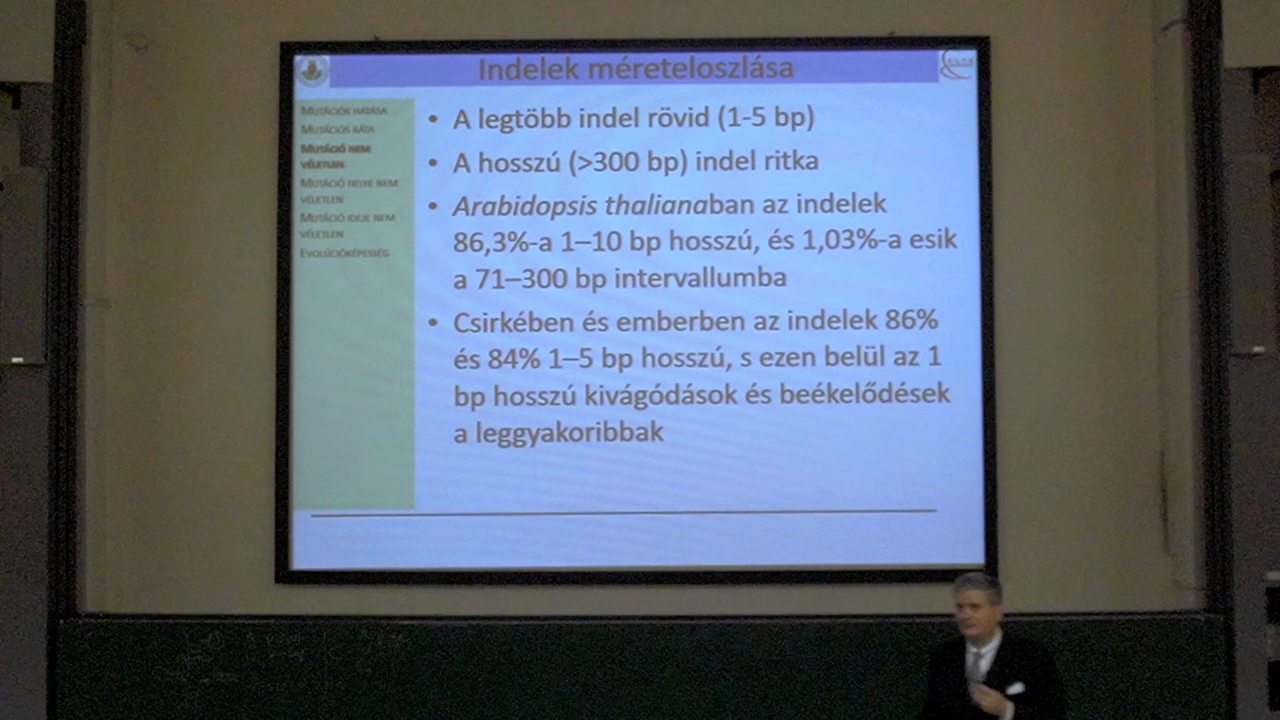 Indelek méreteloszlása
ELTE
MUTÁCIÓK HATÁSA
MUTÁCIÓS RÁTA
MUTÁCIÓ NEM
VÉLETLEN
MUTÁCIÓ HELYE NEM
VÉLETLEN
MUTÁCIÓ IDEJE NEM
VÉLETLEN
EVOLÚCIÓKÉPESSÉG
• A legtöbb indel rövid (1-5 bp)
• A hosszú (>300 bp) indel ritka
• Arabidopsis thalianaban az indelek
86,3%-a 1–10 bp hosszú, és 1,03%-a esik
a 71–300 bp intervallumba
• Csirkében és emberben az indelek 86%
és 84% 1–5 bp hosszú, s ezen belül az 1
bp hosszú kivágódások és beékelődések
a leggyakoribbak